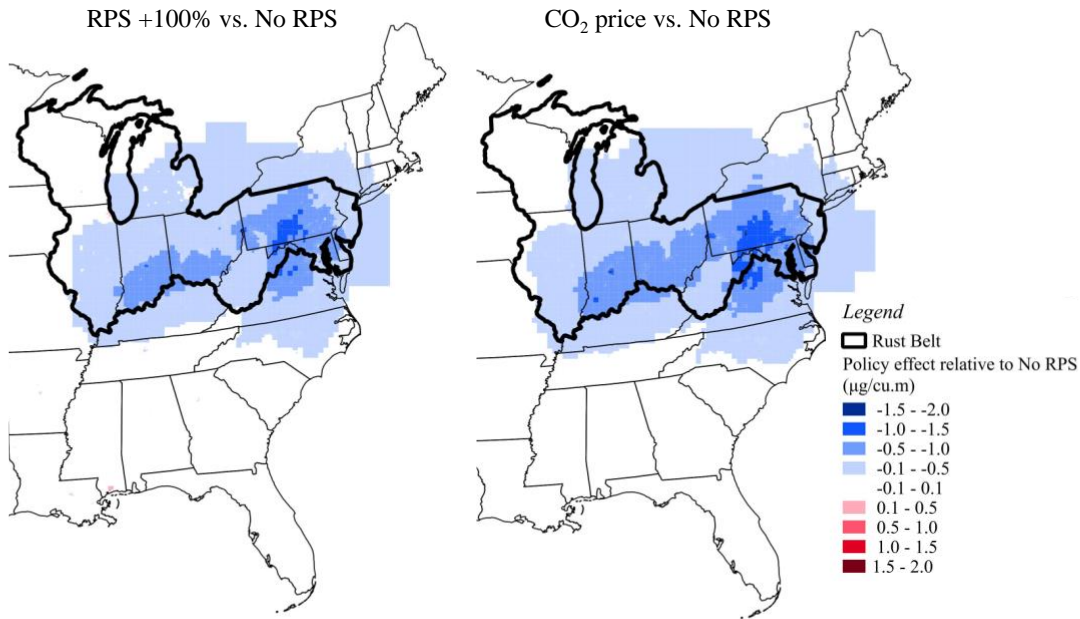 RPS +100% vs. No RPS
CO₂ price vs. No RPS
Legend
Rust Belt
Policy effect relative to No RPS
(μg/cu.m)
-1.5 - -2.0
-1.0 - -1.5
-0.5 - -1.0
-0.1 - -0.5
-0.1 - 0.1
0.1 - 0.5
0.5 - 1.0
1.0 - 1.5
1.5 - 2.0